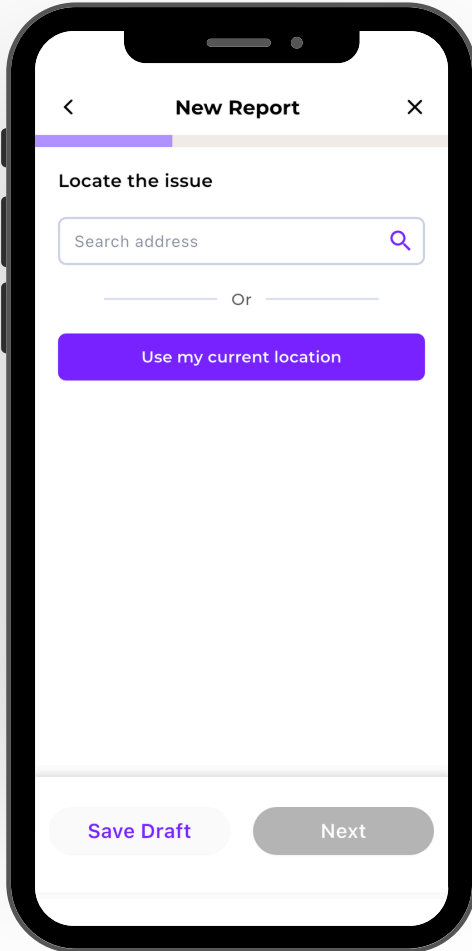 New Report
Locate the issue
Search address
Or
Use my current location
Save Draft
Next